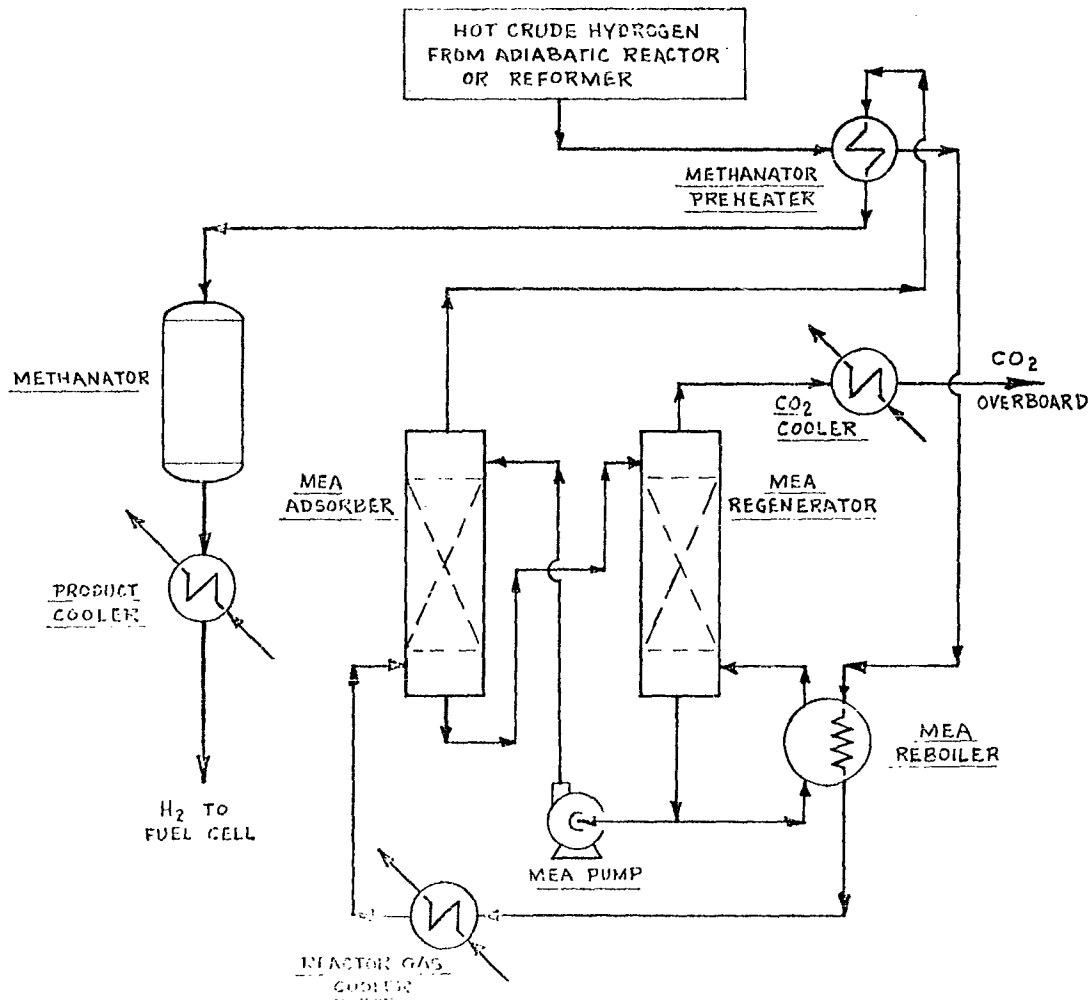 HOT CRUDE HYDROGEN
FROM ADIABATIC REACTOR
OR REFORMER
METHANATOR
PREHEATER
METHANATOR
CO₂
OVERBOARD
CO₂
COOLER
MEA
ADSORBER
MEA
REGENERATOR
PRODUCT
COOLER
MEA
REBOILER
H₂ TO
FUEL CELL
MEA PUMP
REACTOR GAS
COOLER